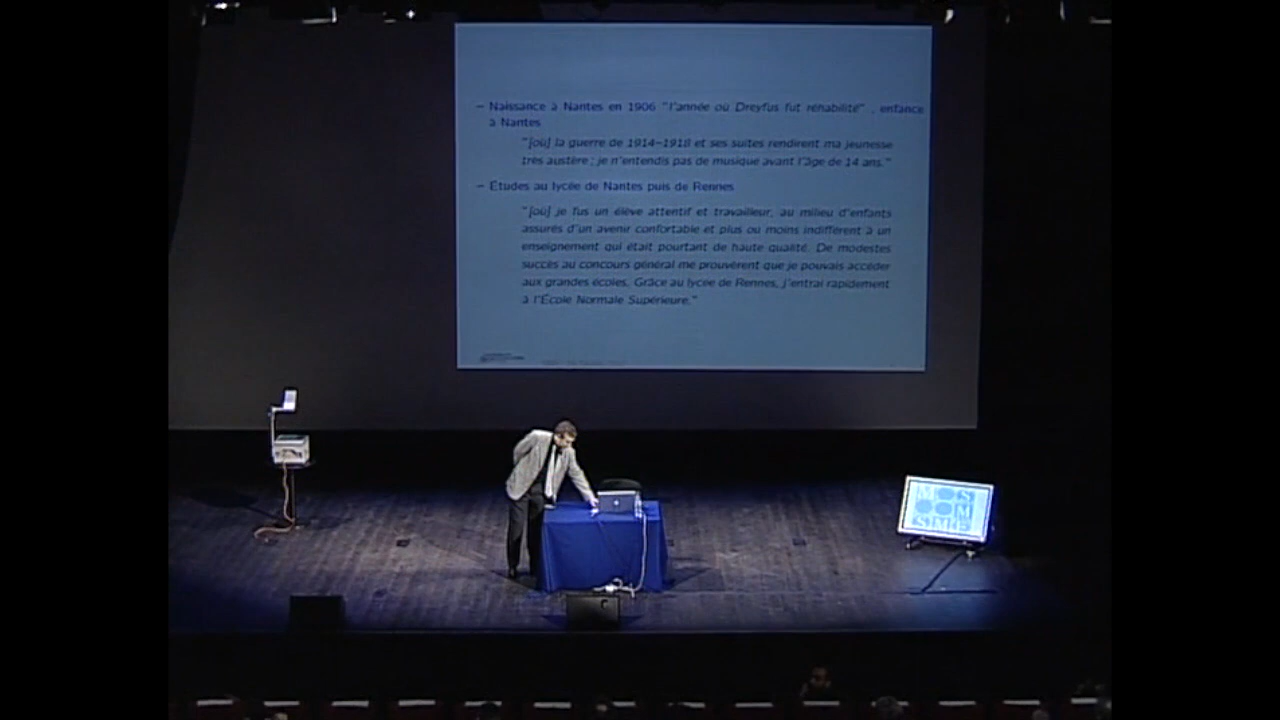 – Naissance à Nantes en 1906 "l'année où Dreyfus fut réhabilité" , enfance
à Nantes
"[où] la guerre de 1914–1918 et ses suites rendirent ma jeunesse
très austère ; je n'entendis pas de musique avant l'âge de 14 ans."
– Études au lycée de Nantes puis de Rennes
"[où] je fus un élève attentif et travailleur, au milieu d'enfants
assurés d'un avenir confortable et plus ou moins indifférent à un
enseignement qui était pourtant de haute qualité. De modestes
succès au concours général me prouvèrent que je pouvais accéder
aux grandes écoles. Grâce au lycée de Rennes, j'entrai rapidement
à l'École Normale Supérieure."